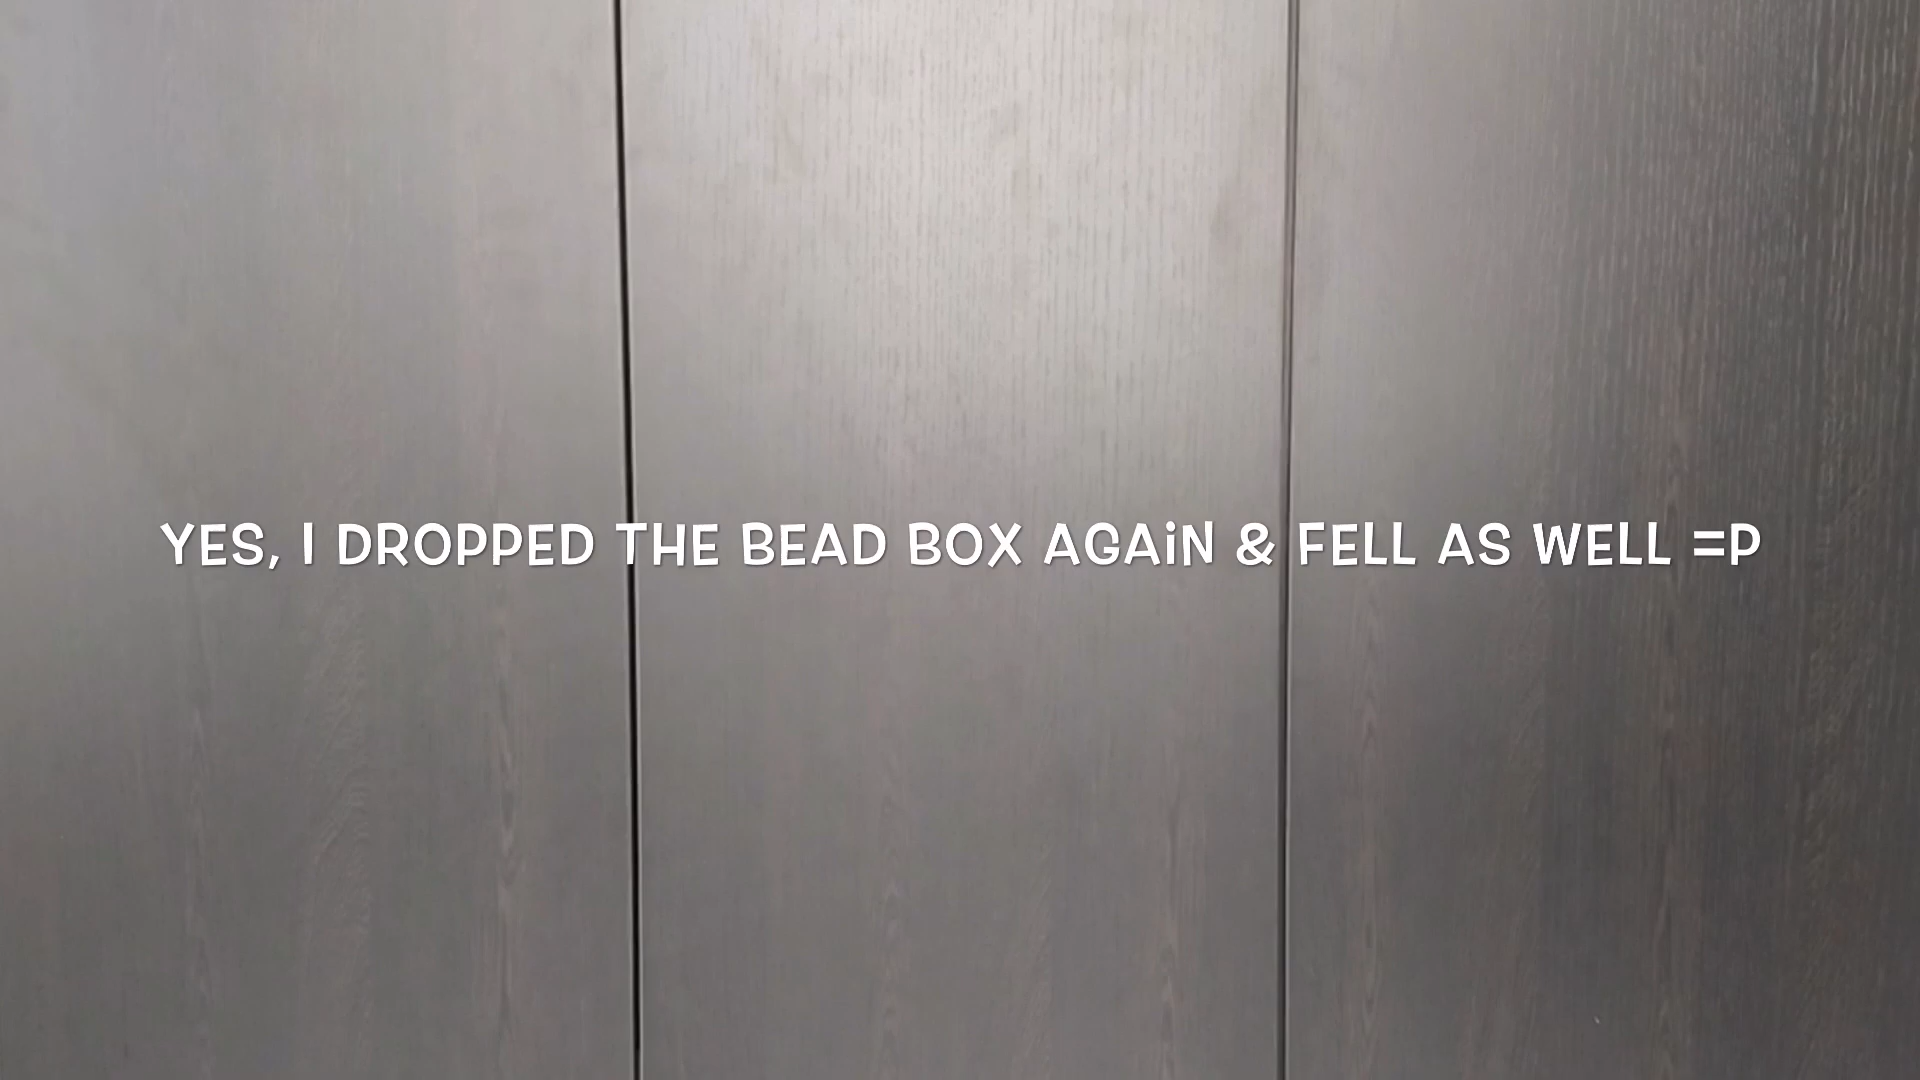 YES, I DROPPED THE BEAD BOX AGAiN & FELL AS WELL =P